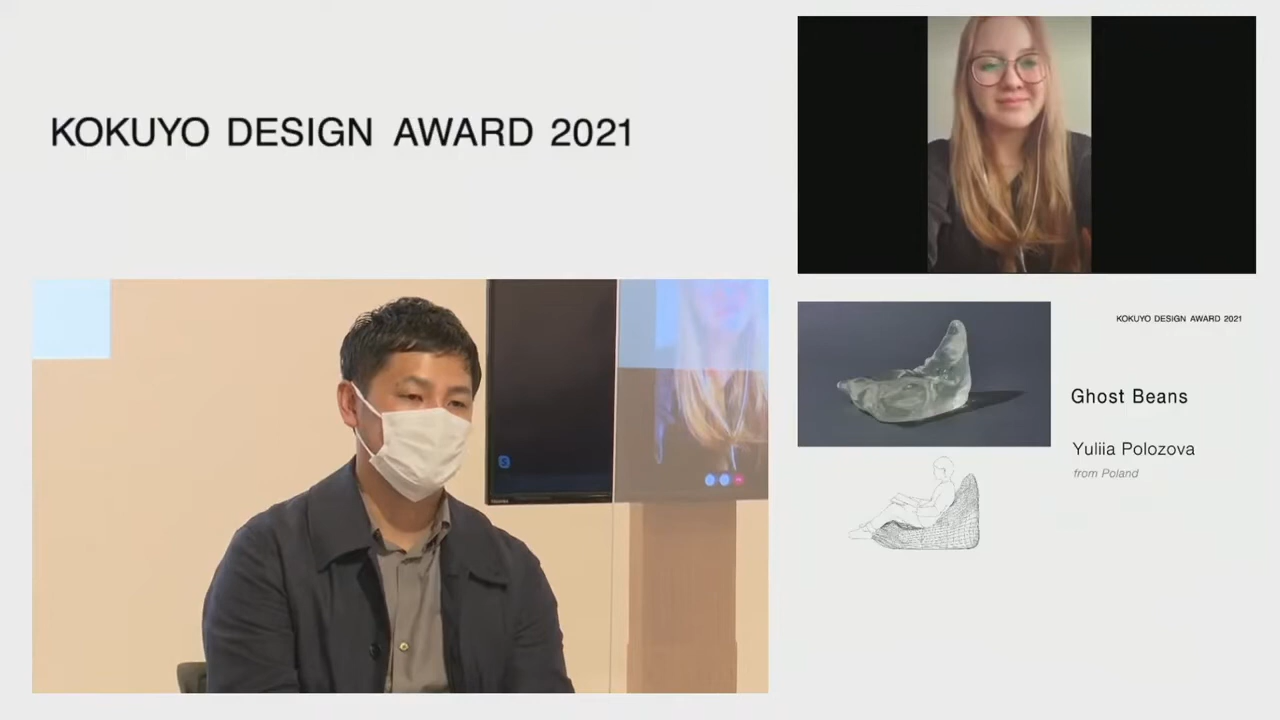 KOKUYO DESIGN AWARD 2021
KOKUYO DESIGN AWARD 2021
Ghost Beans
Yuliia Polozova
from Poland